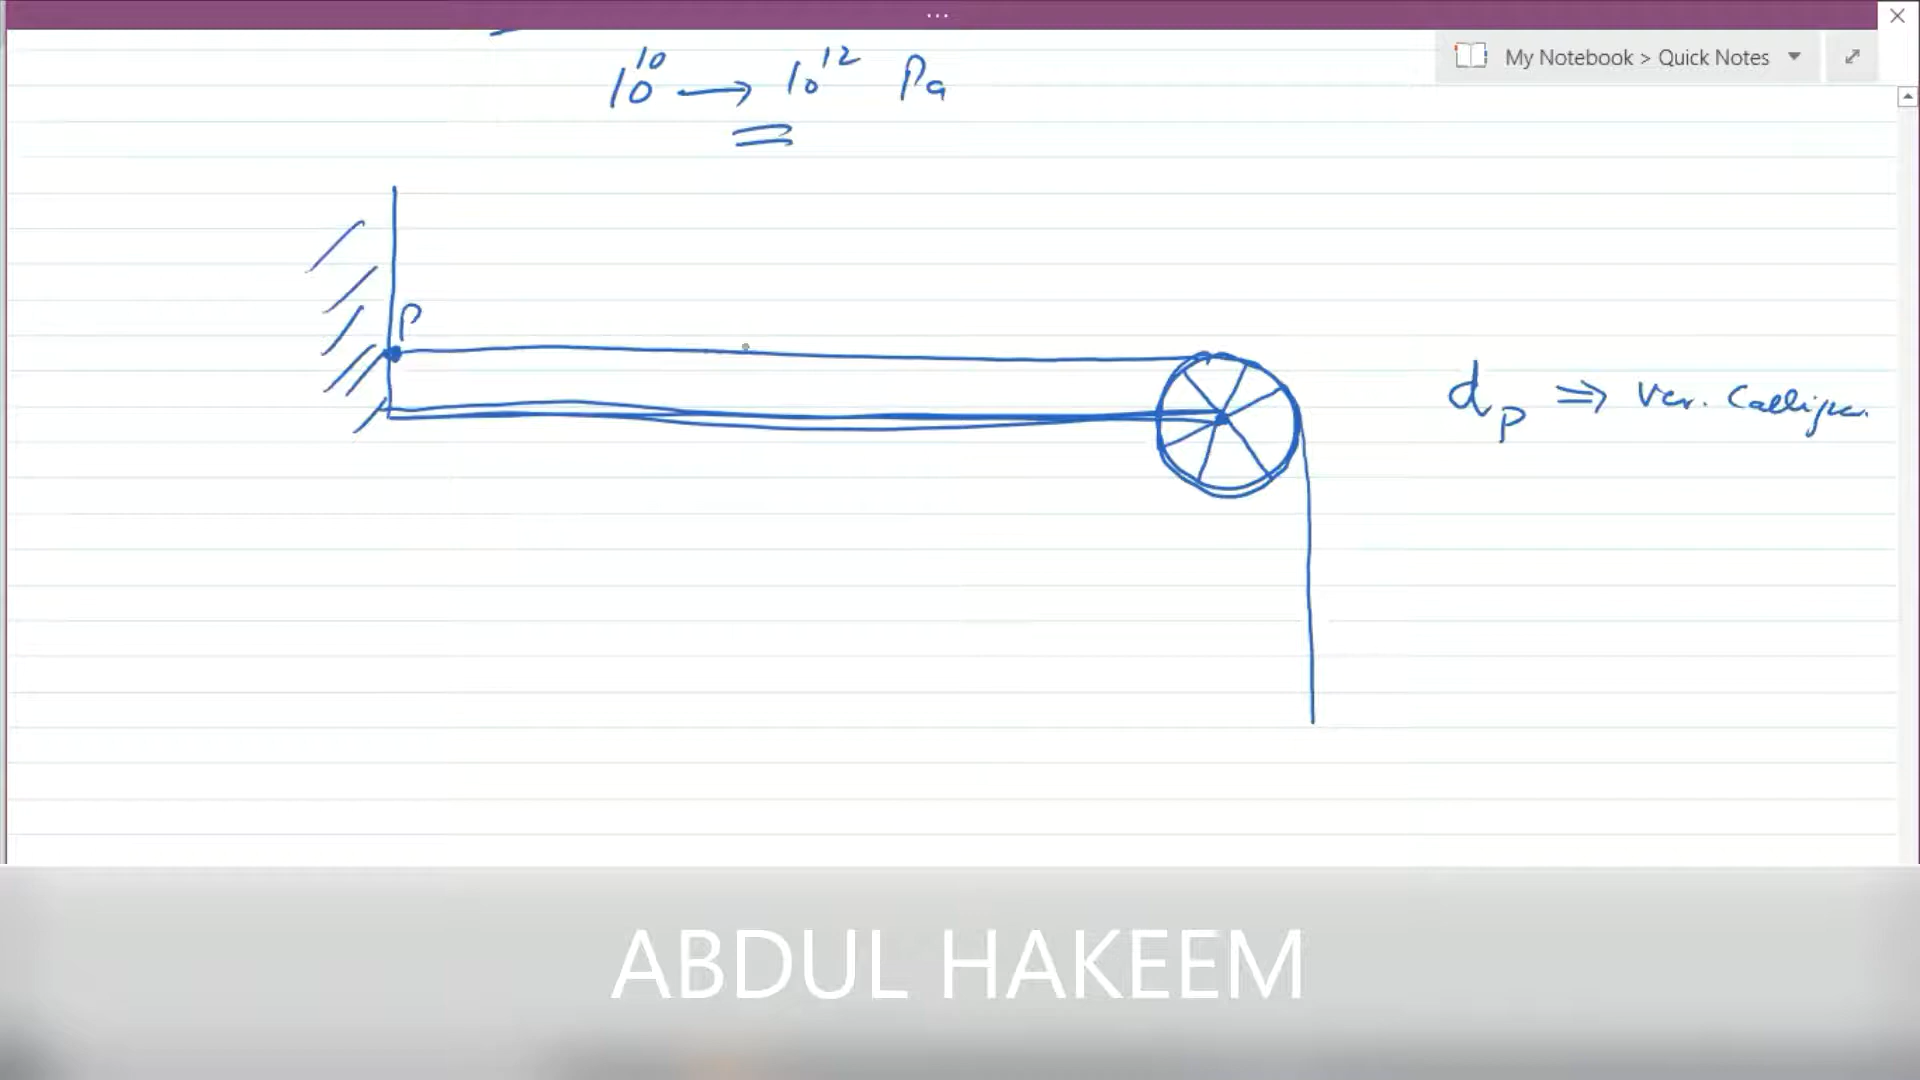 ...
My Notebook > Quick Notes
10^10 → 10^12 Pa
P
d_p ⇒ Ver. Calliper.
ABDUL HAKEEM